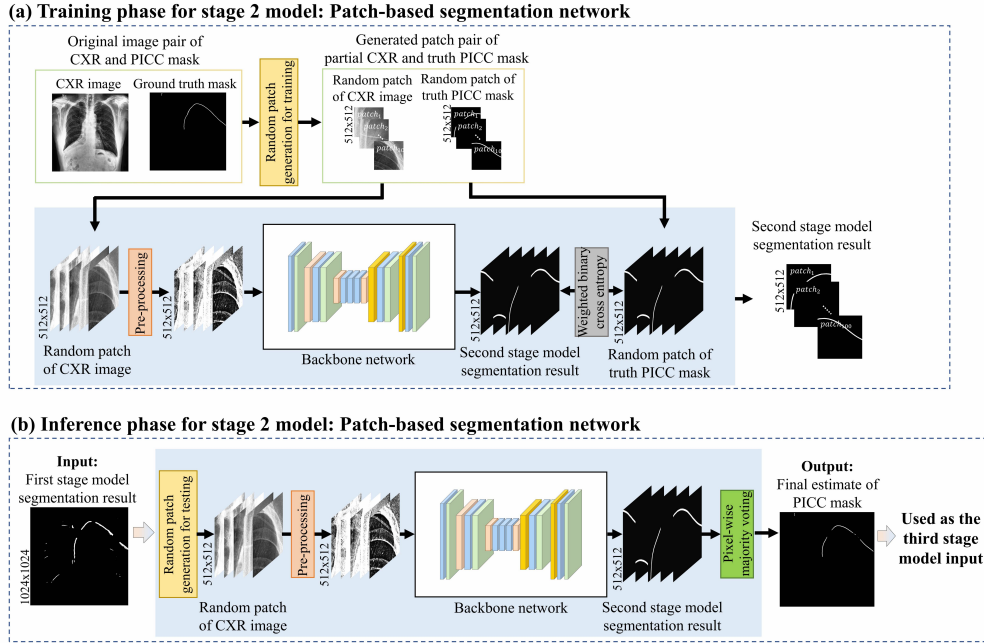 (a) Training phase for stage 2 model: Patch-based segmentation network
Original image pair of
CXR and PICC mask
CXR image
Ground truth mask
Random patch
generation for training
Generated patch pair of
partial CXR and truth PICC mask
Random patch
of CXR image
Random patch of
truth PICC mask
512x512
patch1
patch2
512x512
patch1
patch2
512x512
Random patch
of CXR image
Pre-processing
Backbone network
512x512
Second stage model
segmentation result
Weighted binary
cross entropy
512x512
Random patch of
truth PICC mask
Second stage model
segmentation result
512x512
patch1
patch2
patch100
(b) Inference phase for stage 2 model: Patch-based segmentation network
Input:
First stage model
segmentation result
1024x1024
Random patch
generation for testing
512x512
Random patch
of CXR image
Pre-processing
512x512
Backbone network
512x512
Second stage model
segmentation result
Pixel-wise
majority voting
Output:
Final estimate of
PICC mask
Used as the
third stage
model input